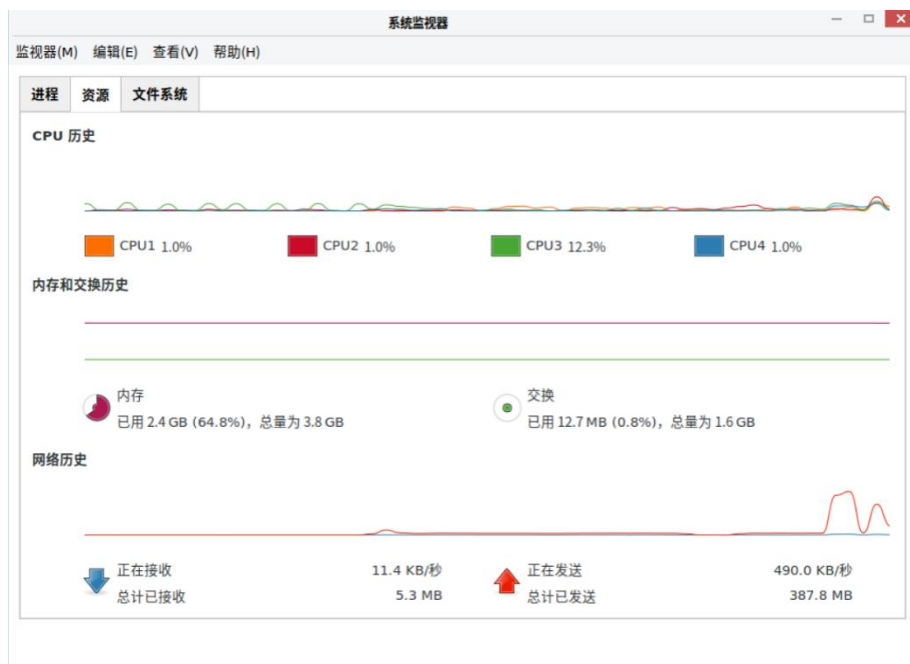 系统监视器
监视器(M) 编辑(E) 查看(V) 帮助(H)
进程 资源 文件系统
CPU 历史
CPU1 1.0% CPU2 1.0% CPU3 12.3% CPU4 1.0%
内存和交换历史
内存 交换
已用 2.4 GB (64.8%)，总量为 3.8 GB 已用 12.7 MB (0.8%)，总量为 1.6 GB
网络历史
正在接收 11.4 KB/秒 正在发送 490.0 KB/秒
总计已接收 5.3 MB 总计已发送 387.8 MB